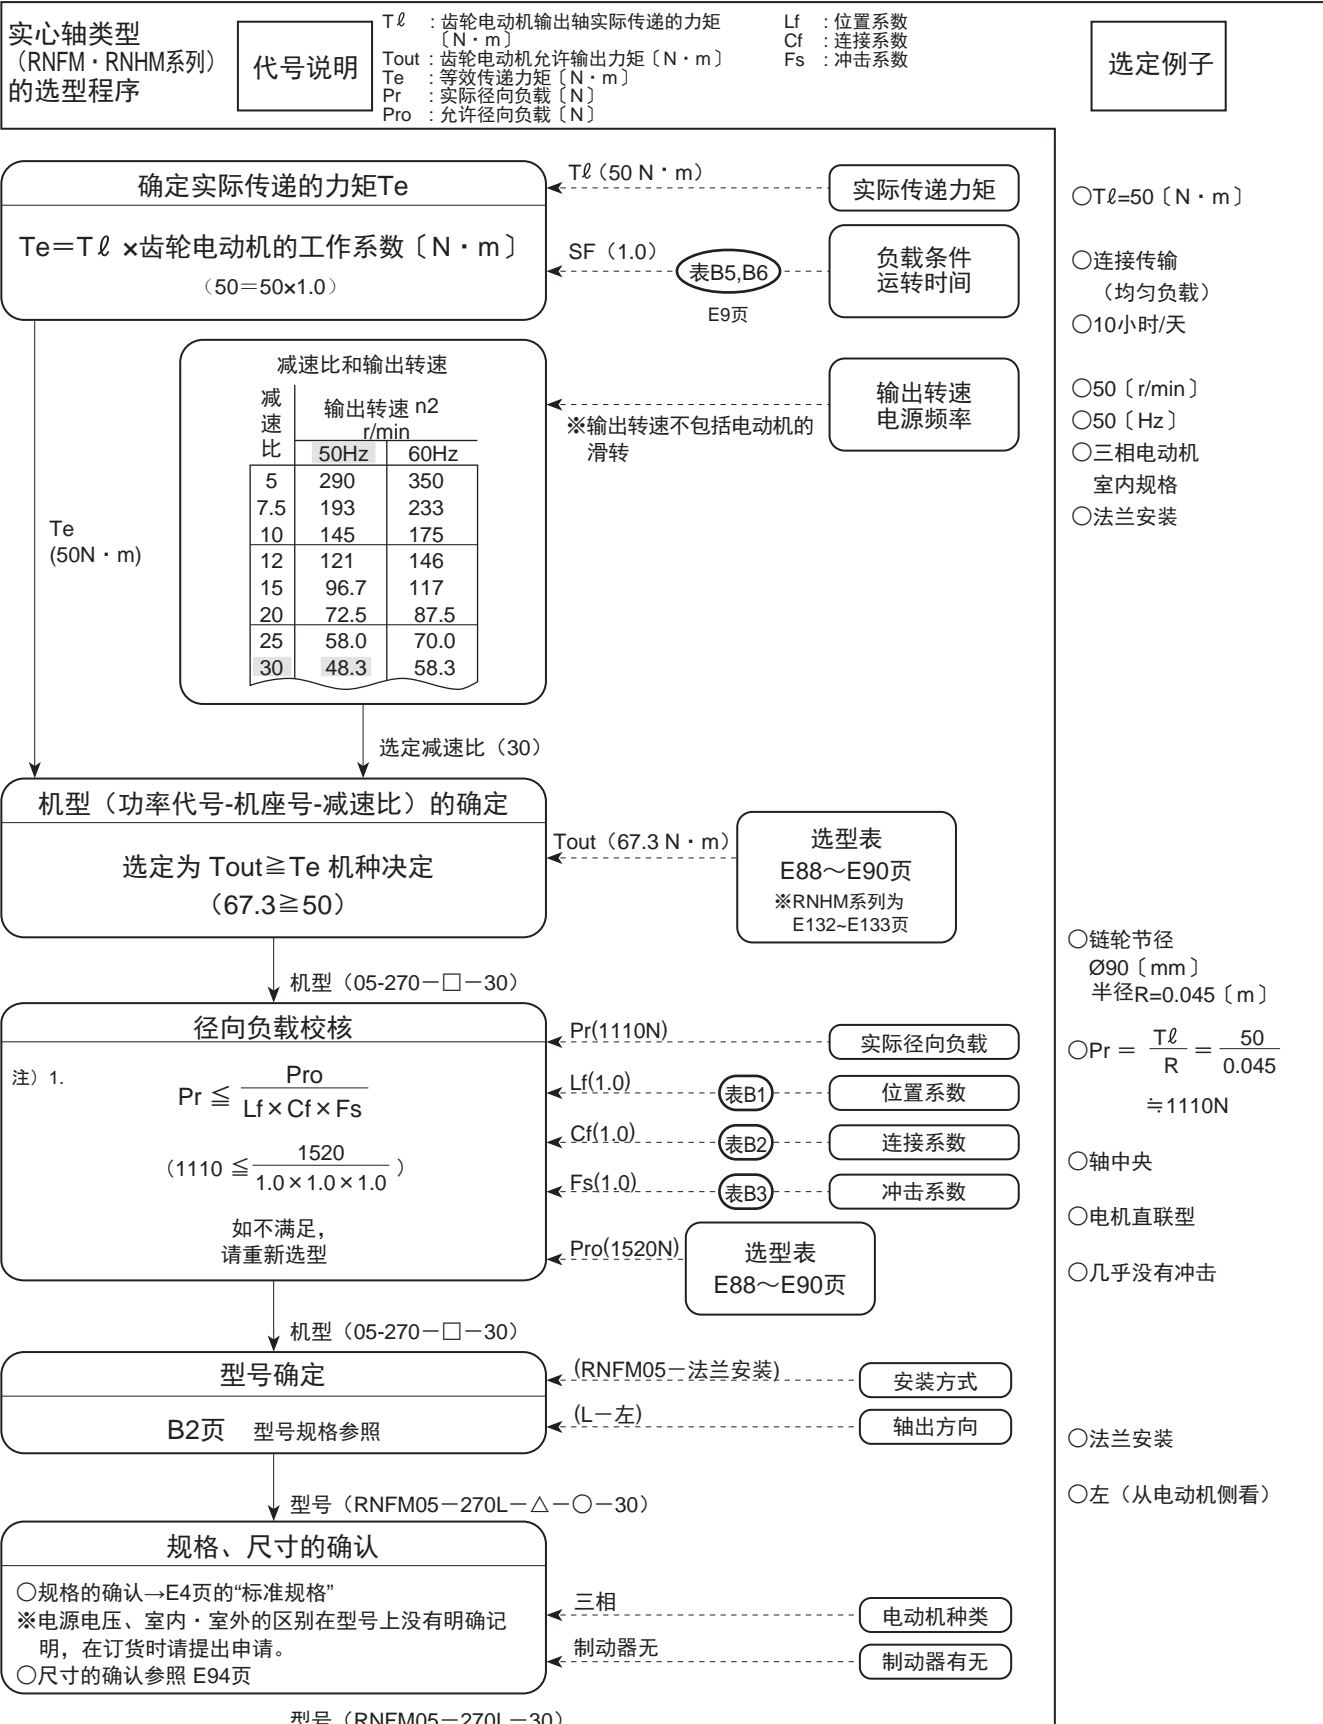 实心轴类型
（RNFM・RNHM系列）
的选型程序
代号说明
Tℓ ：齿轮电动机输出轴实际传递的力矩
〔N・m〕
Tout：齿轮电动机允许输出力矩〔N・m〕
Te ：等效传递力矩〔N・m〕
Pr ：实际径向负载〔N〕
Pro ：允许径向负载〔N〕
Lf ：位置系数
Cf ：连接系数
Fs ：冲击系数
选定例子
确定实际传递的力矩Te
Te＝Tℓ ×齿轮电动机的工作系数〔N・m〕
（50＝50×1.0）
Tℓ（50 N・m）
实际传递力矩
○Tℓ=50〔N・m〕
SF（1.0）
表B5,B6
E9页
负载条件
运转时间
○连接传输
（均匀负载）
○10小时/天
减速比和输出转速
减速比 输出转速 n2
r/min
50Hz 60Hz
5 290 350
7.5 193 233
10 145 175
12 121 146
15 96.7 117
20 72.5 87.5
25 58.0 70.0
30 48.3 58.3
※输出转速不包括电动机的
滑转
输出转速
电源频率
○50〔r/min〕
○50〔Hz〕
○三相电动机
室内规格
○法兰安装
Te
(50N・m)
选定减速比（30）
机型（功率代号-机座号-减速比）的确定
选定为 Tout≧Te 机种决定
（67.3≧50）
Tout（67.3 N・m）
选型表
E88～E90页
※RNHM系列为
E132~E133页
机型（05-270－□－30）
○链轮节径
Ø90〔mm〕
半径R=0.045〔m〕
径向负载校核
注）1.
Pr ≦ Pro
Lf×Cf×Fs
（1110 ≦ 1520
1.0×1.0×1.0）
如不满足，
请重新选型
Pr(1110N)
实际径向负载
○Pr＝ Tℓ
R ＝ 50
0.045
≒1110N
Lf(1.0)
表B1
位置系数
Cf(1.0)
表B2
连接系数
○轴中央
Fs(1.0)
表B3
冲击系数
○电机直联型
Pro(1520N)
选型表
E88～E90页
○几乎没有冲击
机型（05-270－□－30）
型号确定
B2页 型号规格参照
(RNFM05－法兰安装)
安装方式
(L－左)
轴出方向
○法兰安装
○左（从电动机侧看）
型号（RNFM05－270L－△－○－30）
规格、尺寸的确认
○规格的确认→E4页的“标准规格”
※电源电压、室内・室外的区别在型号上没有明确记
明，在订货时请提出申请。
○尺寸的确认参照 E94页
三相
电动机种类
制动器无
制动器有无
型号（RNFM05－270L－30）